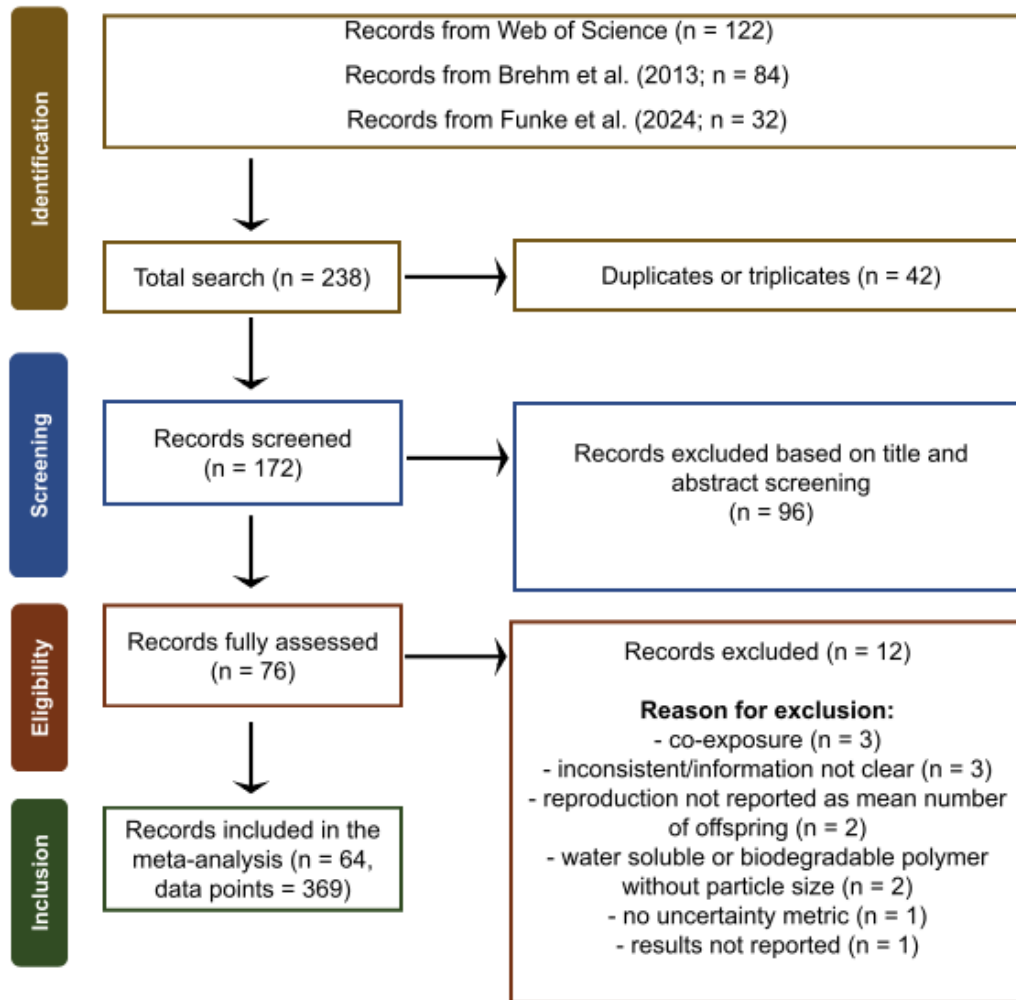 Identification
Records from Web of Science (n = 122)
Records from Brehm et al. (2013; n = 84)
Records from Funke et al. (2024; n = 32)
Total search (n = 238)
Duplicates or triplicates (n = 42)
Screening
Records screened
(n = 172)
Records excluded based on title and
abstract screening
(n = 96)
Eligibility
Records fully assessed
(n = 76)
Records excluded (n = 12)
Reason for exclusion:
- co-exposure (n = 3)
- inconsistent/information not clear (n = 3)
- reproduction not reported as mean number
of offspring (n = 2)
- water soluble or biodegradable polymer
without particle size (n = 2)
- no uncertainty metric (n = 1)
- results not reported (n = 1)
Inclusion
Records included in the
meta-analysis (n = 64,
data points = 369)